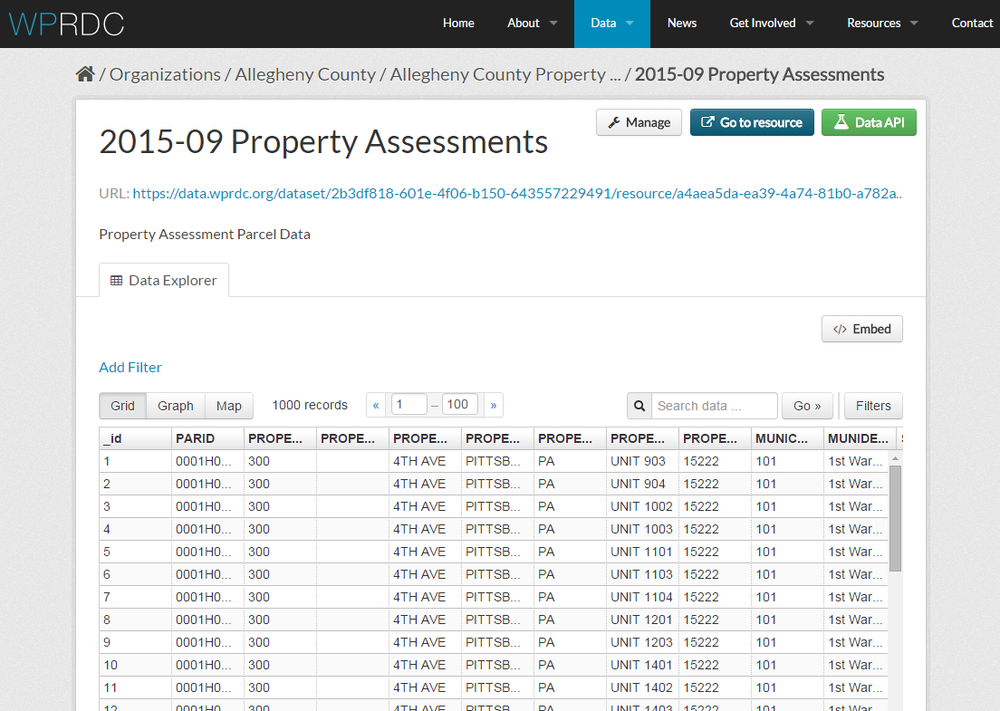 WPRDC Home About Data News Get Involved Resources Contact
/ Organizations / Allegheny County / Allegheny County Property ... / 2015-09 Property Assessments
Manage Go to resource Data API
2015-09 Property Assessments
URL: https://data.wprdc.org/dataset/2b3df818-601e-4f06-b150-643557229491/resource/a4aea5da-ea39-4a74-81b0-a782a...
Property Assessment Parcel Data
Data Explorer
</> Embed
Add Filter
Grid Graph Map 1000 records « 1 – 100 » Search data ... Go » Filters
_id PARID PROPE... PROPE... PROPE... PROPE... PROPE... PROPE... PROPE... MUNIC... MUNIDE...
1 0001H0... 300 4TH AVE PITTSB... PA UNIT 903 15222 101 1st War...
2 0001H0... 300 4TH AVE PITTSB... PA UNIT 904 15222 101 1st War...
3 0001H0... 300 4TH AVE PITTSB... PA UNIT 1002 15222 101 1st War...
4 0001H0... 300 4TH AVE PITTSB... PA UNIT 1003 15222 101 1st War...
5 0001H0... 300 4TH AVE PITTSB... PA UNIT 1101 15222 101 1st War...
6 0001H0... 300 4TH AVE PITTSB... PA UNIT 1103 15222 101 1st War...
7 0001H0... 300 4TH AVE PITTSB... PA UNIT 1104 15222 101 1st War...
8 0001H0... 300 4TH AVE PITTSB... PA UNIT 1201 15222 101 1st War...
9 0001H0... 300 4TH AVE PITTSB... PA UNIT 1203 15222 101 1st War...
10 0001H0... 300 4TH AVE PITTSB... PA UNIT 1401 15222 101 1st War...
11 0001H0... 300 4TH AVE PITTSB... PA UNIT 1402 15222 101 1st War...
12 0001H0... 300 4TH AVE PITTSB... PA UNIT 1403 15222 101 1st War...